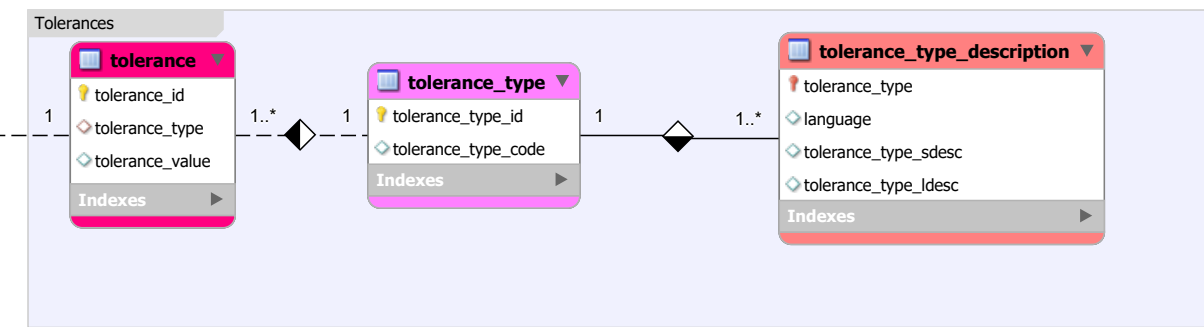 Tolerances
tolerance
tolerance_id
tolerance_type
tolerance_value
Indexes
1
1..*
1
tolerance_type
tolerance_type_id
tolerance_type_code
Indexes
1
1..*
tolerance_type_description
tolerance_type
language
tolerance_type_sdesc
tolerance_type_ldesc
Indexes